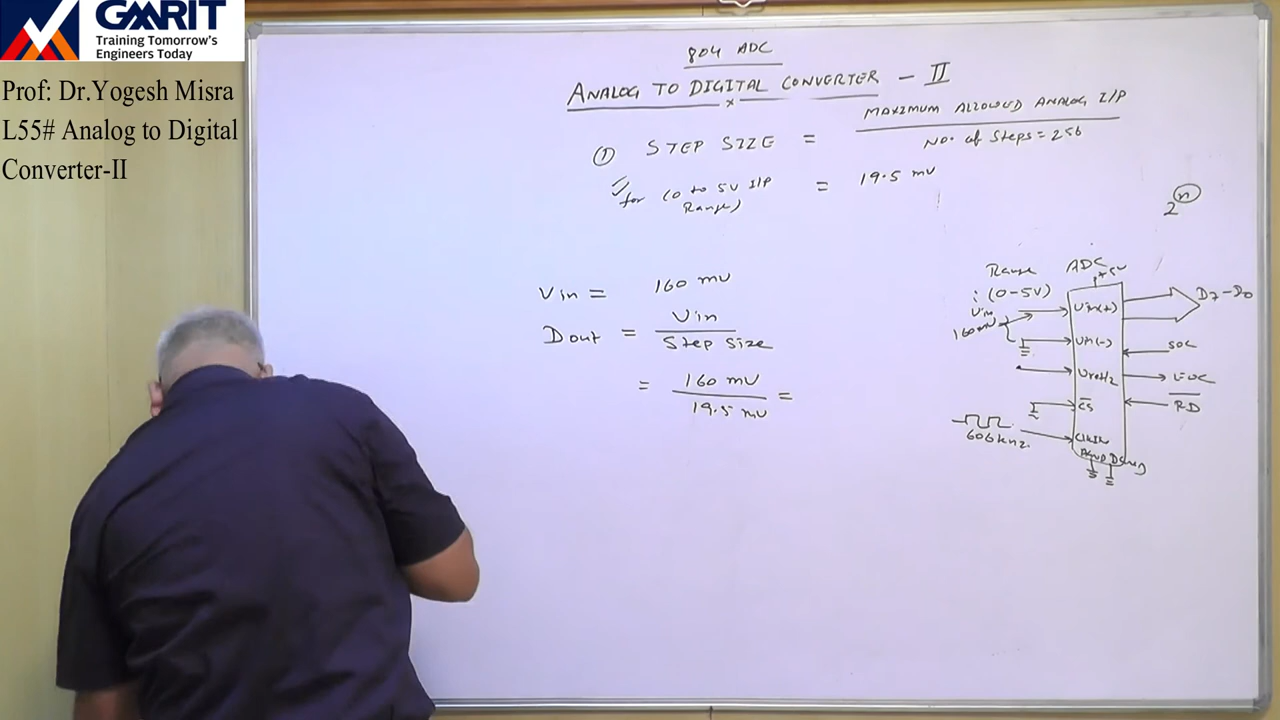 GMRIT
Training Tomorrow's
Engineers Today
Prof: Dr.Yogesh Misra
L55# Analog to Digital
Converter-II
804 ADC
ANALOG TO DIGITAL CONVERTER - II
① STEP SIZE = MAXIMUM ALLOWED ANALOG I/P
No. of Steps = 256
for (0 to 5V I/P = 19.5 mV
Range)
2^n
Vin = 160 mV
Dout = Vin
Step Size
= 160 mV =
19.5 mV
Range ADC +5V
: (0-5V)
Vin Vin(+) D7-D0
160mV
Vin(-) SOC
Vref/2 EOC
CS RD
606 kHz. CLKIN
AGND DGND